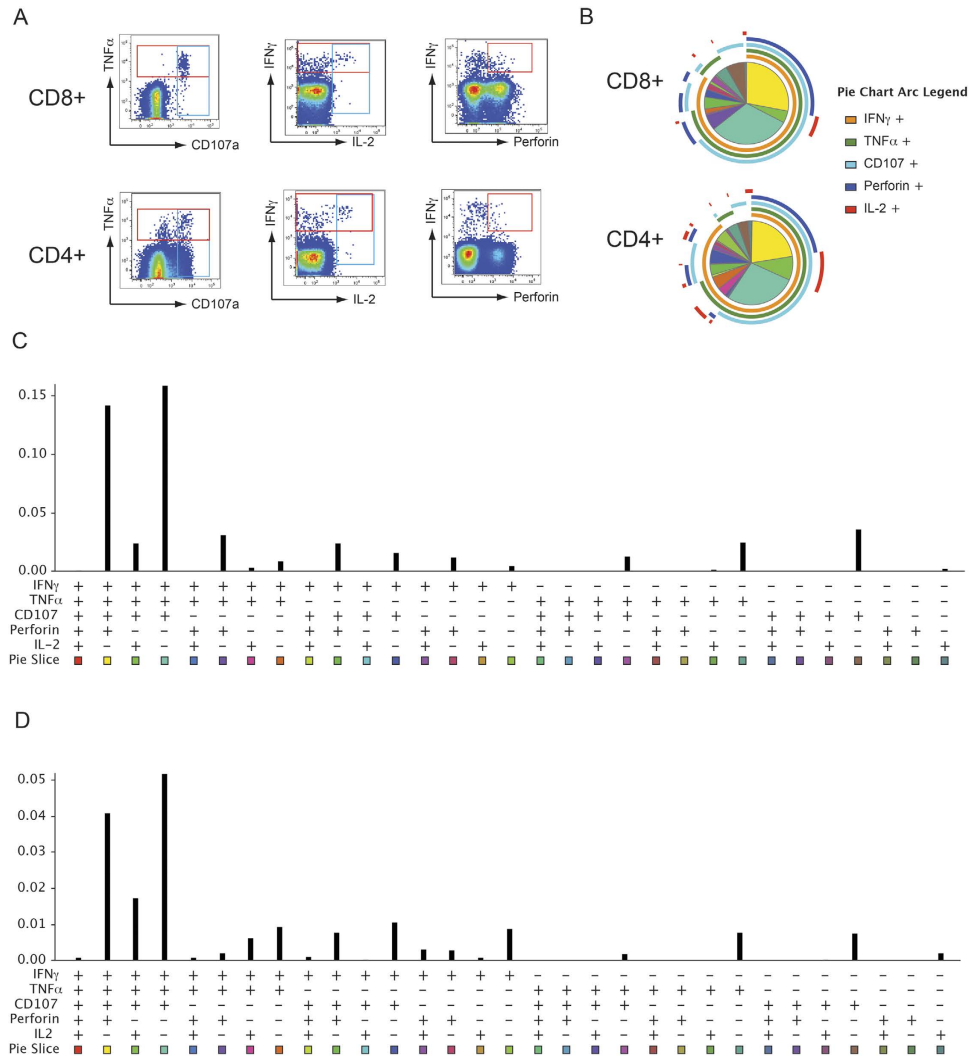 A
B
TNFα
CD107a
IFNγ
IL-2
IFNγ
Perforin
CD8+
TNFα
CD107a
IFNγ
IL-2
IFNγ
Perforin
CD4+
CD8+
CD4+
Pie Chart Arc Legend
IFNγ +
TNFα +
CD107 +
Perforin +
IL-2 +
C
0.15
0.10
0.05
0.00
IFNγ + + + + + + + + + + + + + + + + − − − − − − − − − − − − − − −
TNFα + + + + + + + + − − − − − − − − + + + + + + + + − − − − − − −
CD107 + + + + − − − − + + + + − − − − + + + + − − − − + + + + − − −
Perforin + + − − + + − − + + − − + + − − + + − − + + − − + + − − + + −
IL-2 + − + − + − + − + − + − + − + − + − + − + − + − + − + − + − +
Pie Slice
D
0.05
0.04
0.03
0.02
0.01
0.00
IFNγ + + + + + + + + + + + + + + + + − − − − − − − − − − − − − − −
TNFα + + + + + + + + − − − − − − − − + + + + + + + + − − − − − − −
CD107 + + + + − − − − + + + + − − − − + + + + − − − − + + + + − − −
Perforin + + − − + + − − + + − − + + − − + + − − + + − − + + − − + + −
IL2 + − + − + − + − + − + − + − + − + − + − + − + − + − + − + − +
Pie Slice